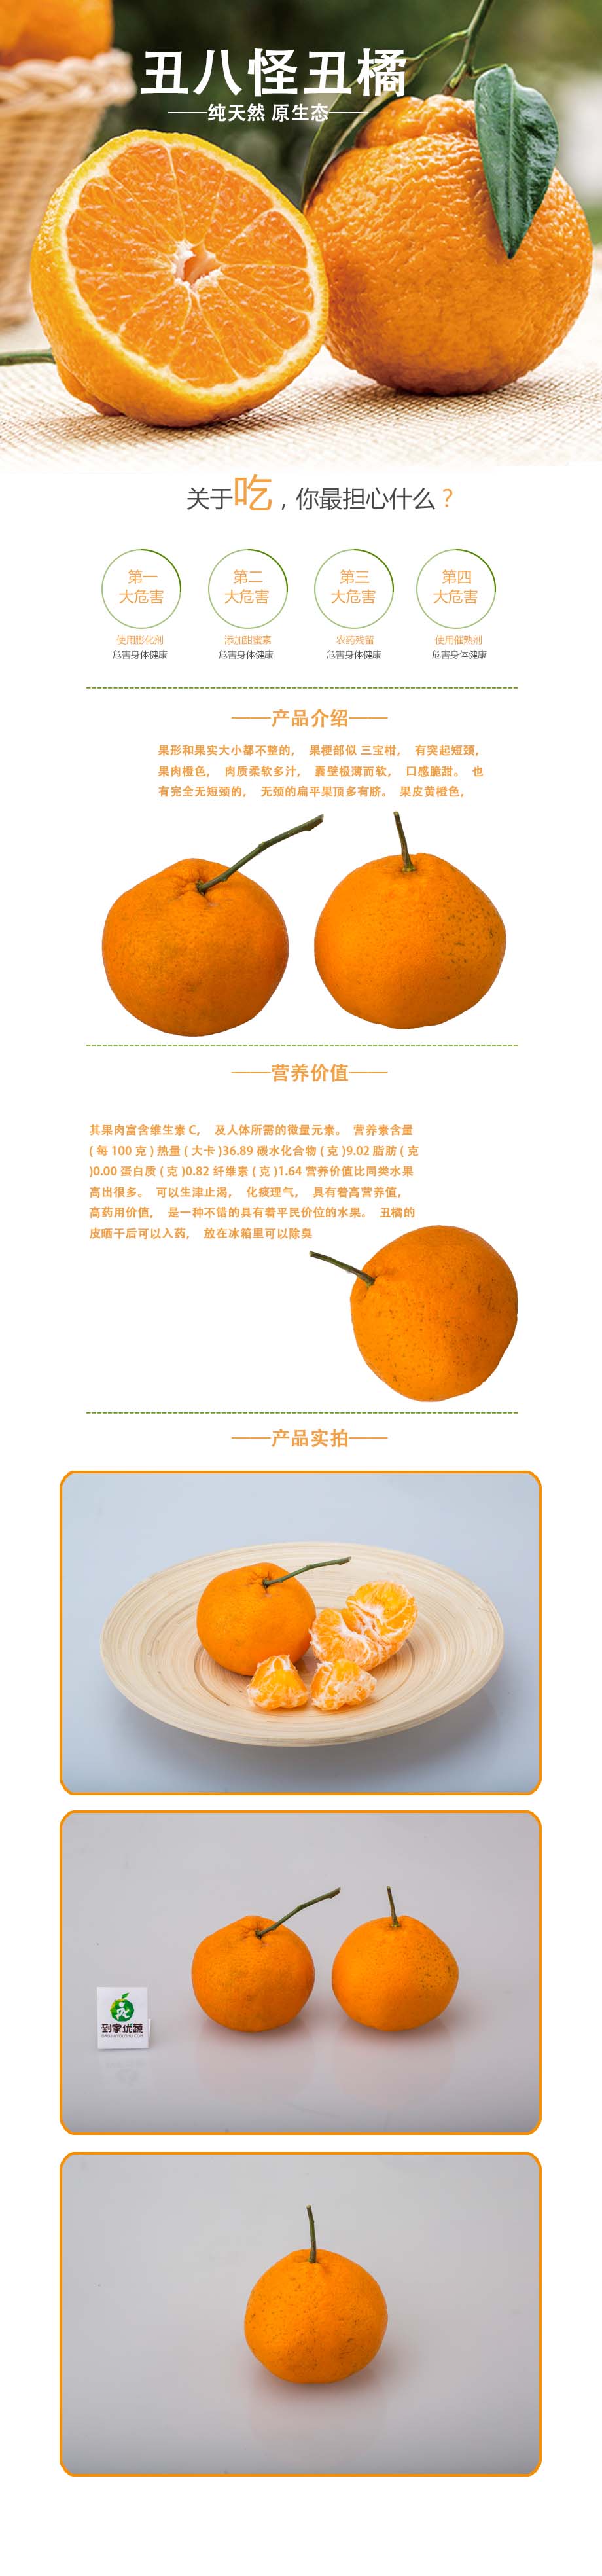 丑八怪丑橘
纯天然 原生态
关于吃，你最担心什么？
第一
大危害
使用膨化剂
危害身体健康
第二
大危害
添加甜蜜素
危害身体健康
第三
大危害
农药残留
危害身体健康
第四
大危害
使用催熟剂
危害身体健康
产品介绍
果形和果实大小都不整的， 果梗部似 三宝柑， 有突起短颈，
果肉橙色， 肉质柔软多汁， 囊壁极薄而软， 口感脆甜。 也
有完全无短颈的， 无颈的扁平果顶多有脐。 果皮黄橙色，
营养价值
其果肉富含维生素 C， 及人体所需的微量元素。 营养素含量
( 每 100 克 ) 热量 ( 大卡 )36.89 碳水化合物 ( 克 )9.02 脂肪 ( 克
)0.00 蛋白质 ( 克 )0.82 纤维素 ( 克 )1.64 营养价值比同类水果
高出很多。 可以生津止渴， 化痰理气， 具有着高营养值，
高药用价值， 是一种不错的具有着平民价位的水果。 丑橘的
皮晒干后可以入药， 放在冰箱里可以除臭
产品实拍
到家优蔬